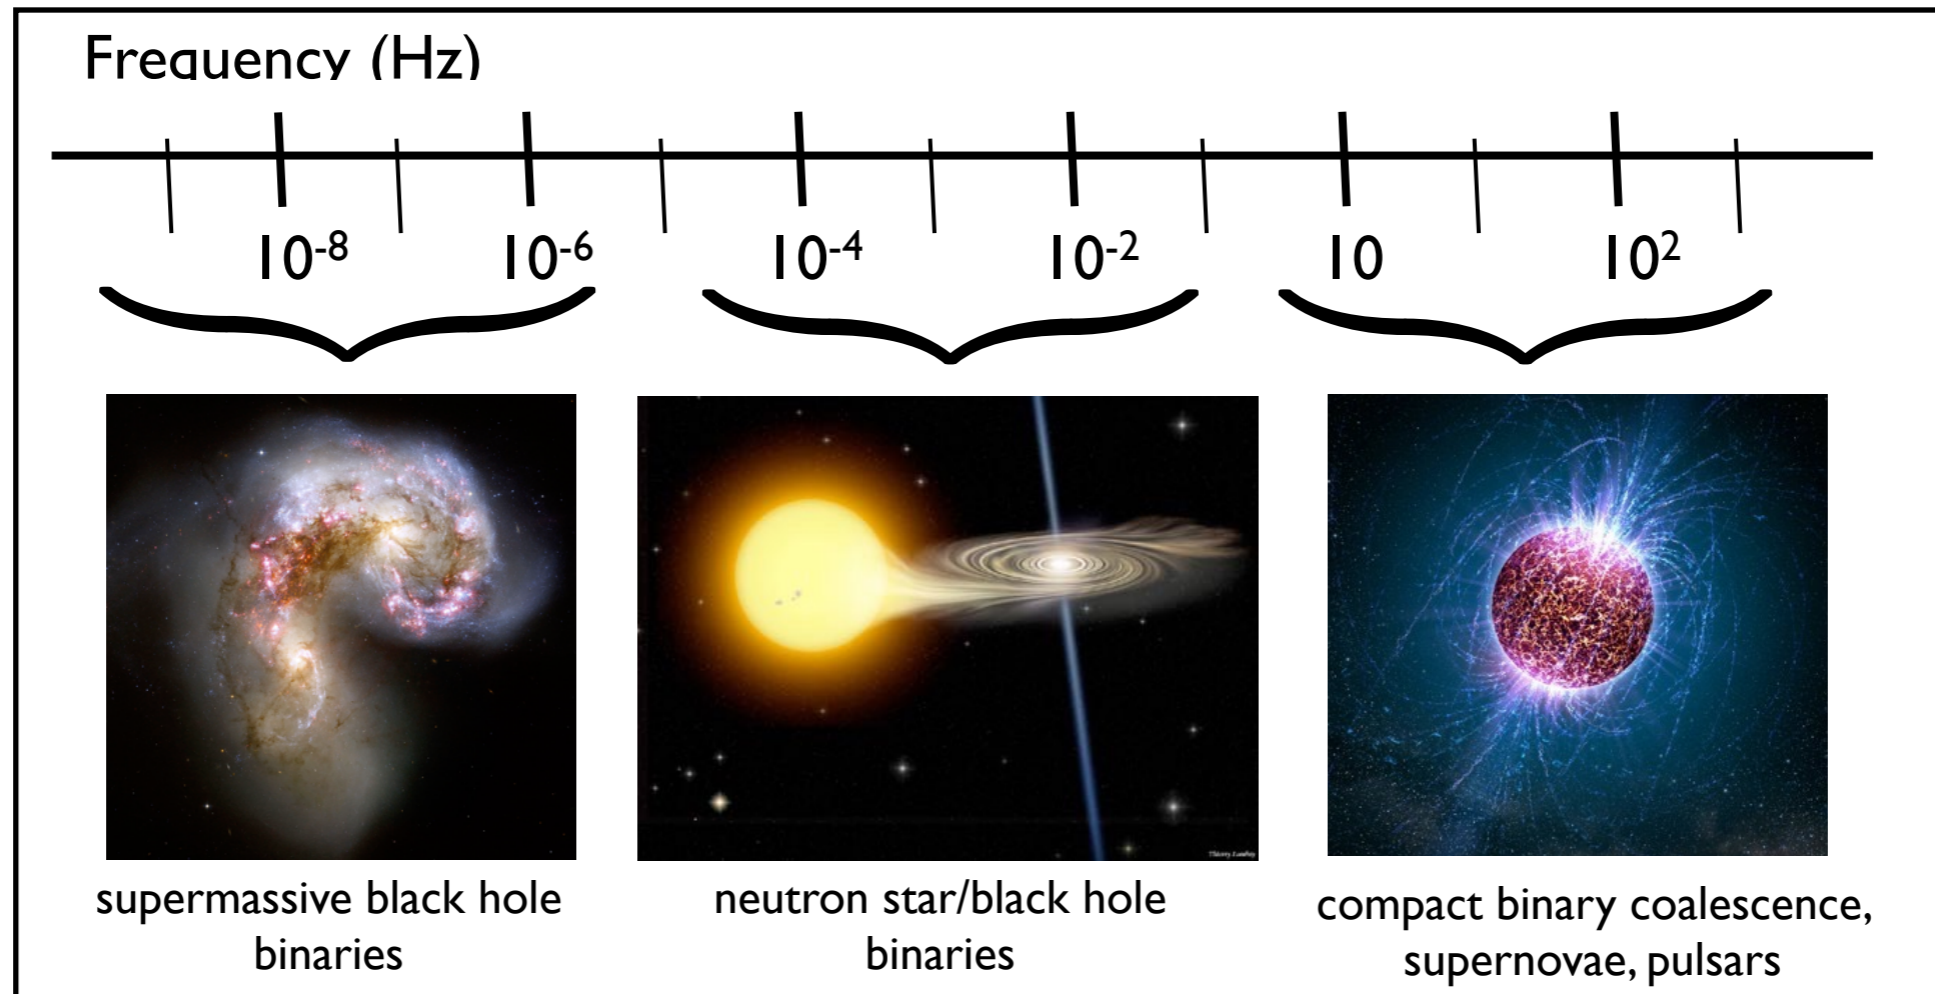 Frequency (Hz)
10⁻⁸ 10⁻⁶ 10⁻⁴ 10⁻² 10 10²
supermassive black hole
binaries
neutron star/black hole
binaries
compact binary coalescence,
supernovae, pulsars